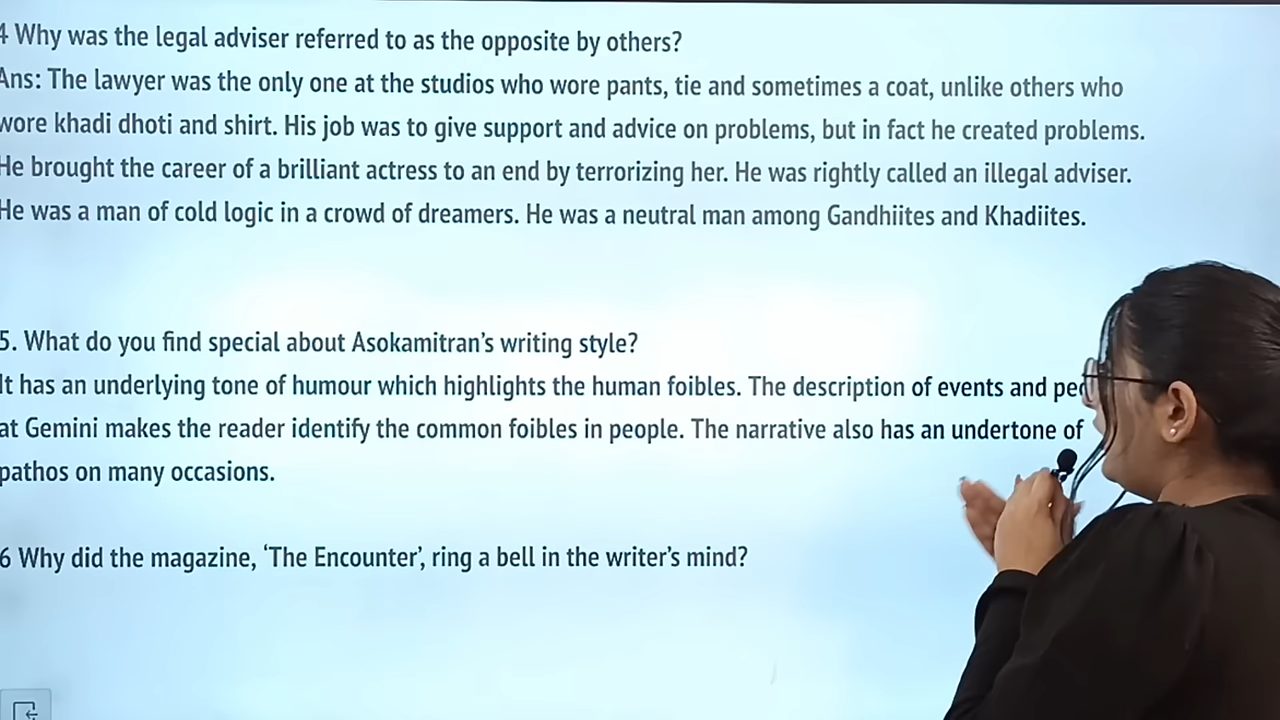 4 Why was the legal adviser referred to as the opposite by others?
Ans: The lawyer was the only one at the studios who wore pants, tie and sometimes a coat, unlike others who
wore khadi dhoti and shirt. His job was to give support and advice on problems, but in fact he created problems.
He brought the career of a brilliant actress to an end by terrorizing her. He was rightly called an illegal adviser.
He was a man of cold logic in a crowd of dreamers. He was a neutral man among Gandhiites and Khadiites.
5. What do you find special about Asokamitran's writing style?
It has an underlying tone of humour which highlights the human foibles. The description of events and
at Gemini makes the reader identify the common foibles in people. The narrative also has an undertone of
pathos on many occasions.
6 Why did the magazine, 'The Encounter', ring a bell in the writer's mind?